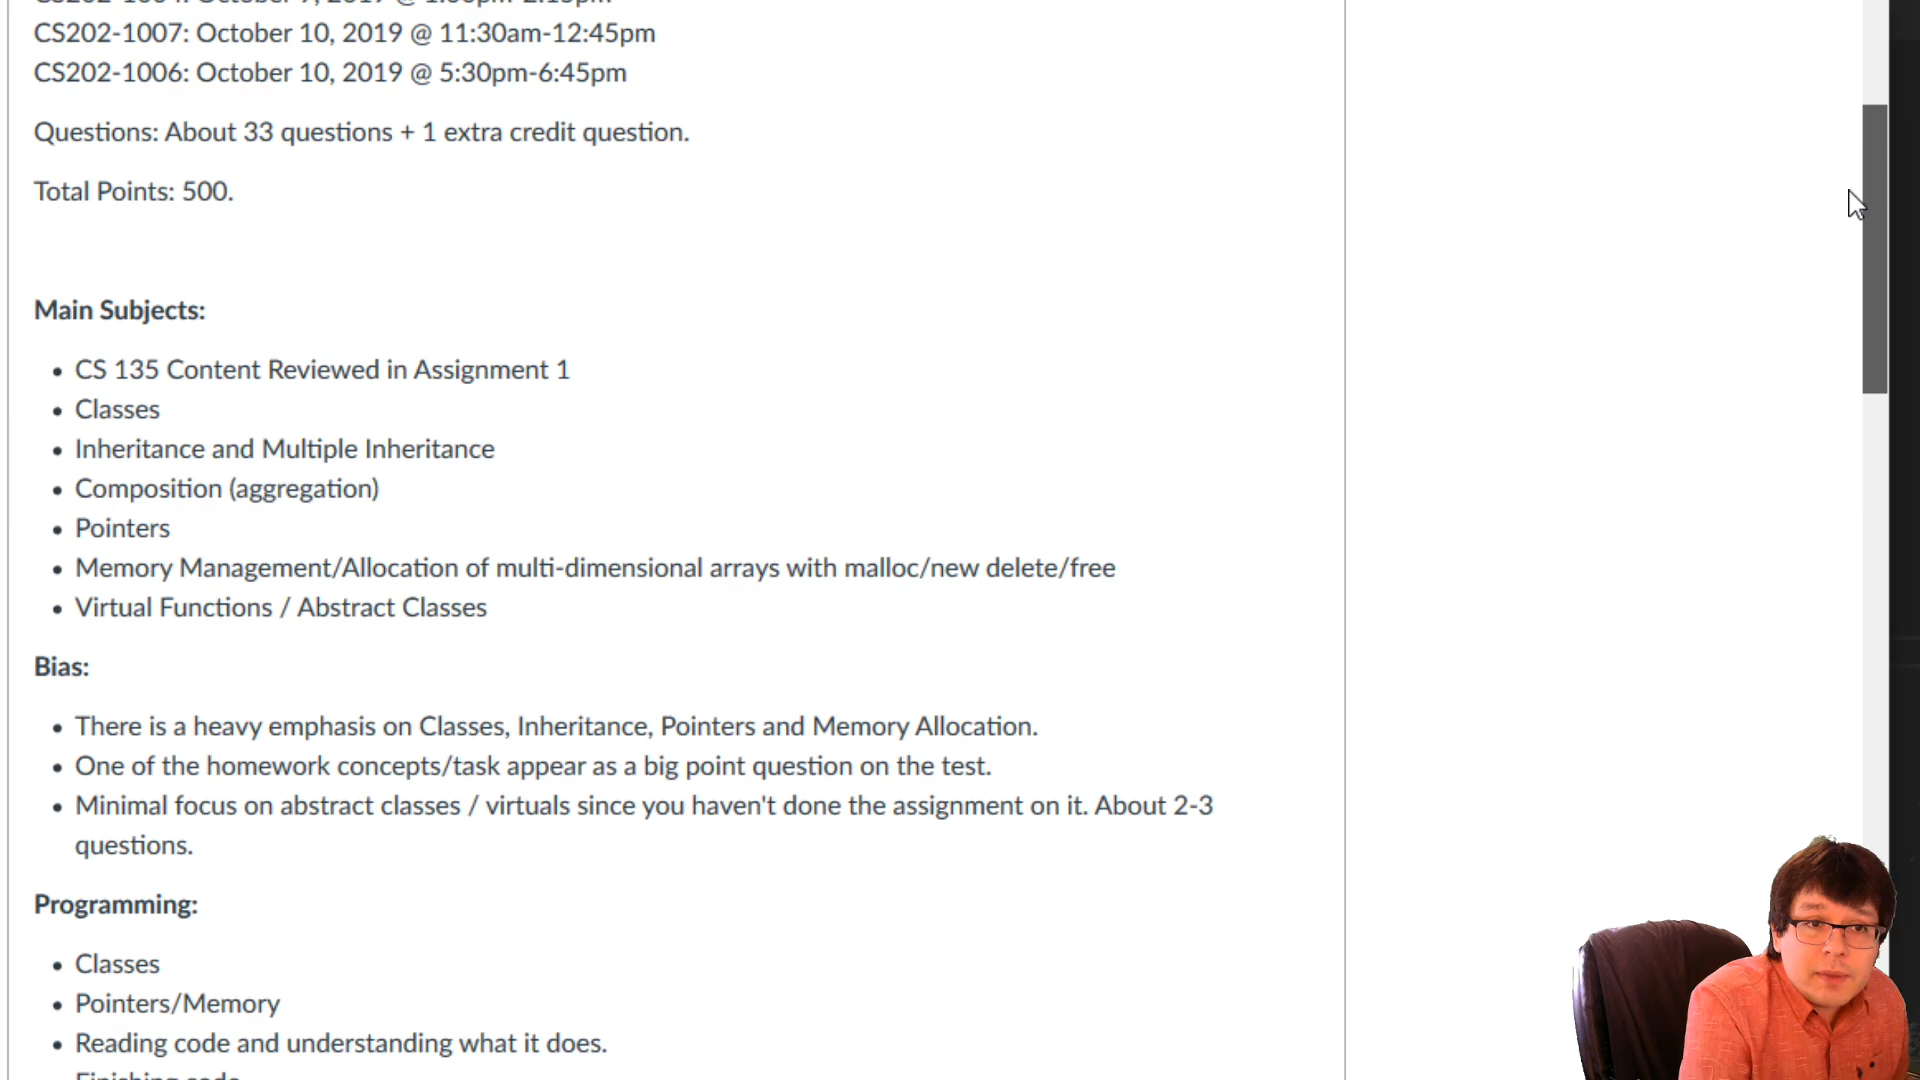 CS202-1007: October 10, 2019 @ 11:30am-12:45pm
CS202-1006: October 10, 2019 @ 5:30pm-6:45pm
Questions: About 33 questions + 1 extra credit question.
Total Points: 500.
Main Subjects:
• CS 135 Content Reviewed in Assignment 1
• Classes
• Inheritance and Multiple Inheritance
• Composition (aggregation)
• Pointers
• Memory Management/Allocation of multi-dimensional arrays with malloc/new delete/free
• Virtual Functions / Abstract Classes
Bias:
• There is a heavy emphasis on Classes, Inheritance, Pointers and Memory Allocation.
• One of the homework concepts/task appear as a big point question on the test.
• Minimal focus on abstract classes / virtuals since you haven't done the assignment on it. About 2-3
questions.
Programming:
• Classes
• Pointers/Memory
• Reading code and understanding what it does.